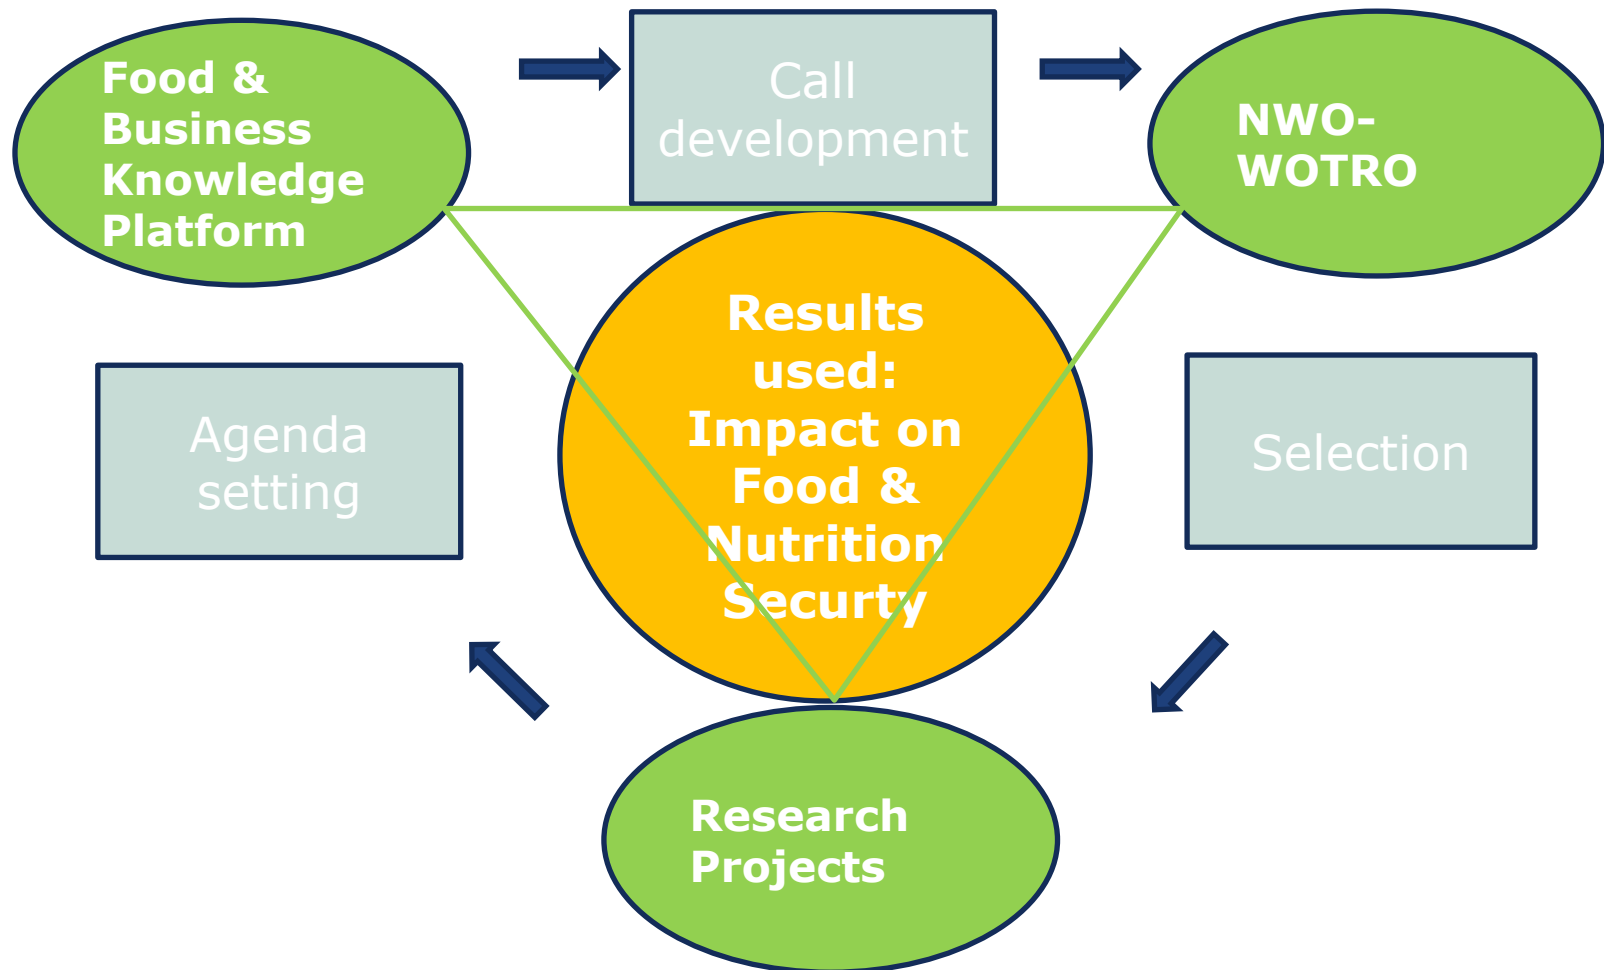 Food &
Business
Knowledge
Platform
Call
development
NWO-
WOTRO
Results
used:
Impact on
Food &
Nutrition
Securty
Agenda
setting
Selection
Research
Projects